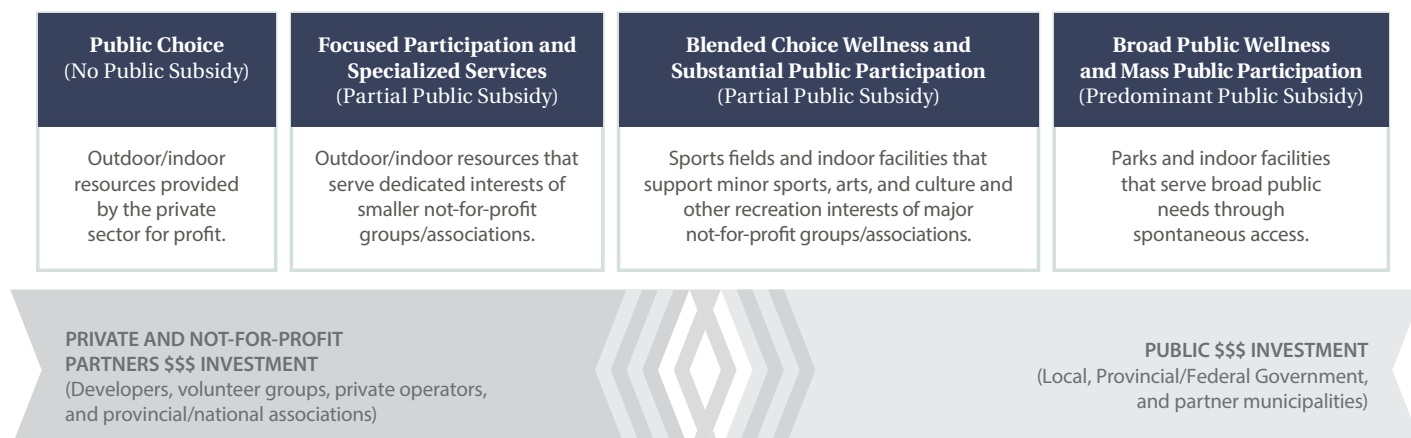 Public Choice
(No Public Subsidy)
Outdoor/indoor
resources provided
by the private
sector for profit.
Focused Participation and
Specialized Services
(Partial Public Subsidy)
Outdoor/indoor resources that
serve dedicated interests of
smaller not-for-profit
groups/associations.
Blended Choice Wellness and
Substantial Public Participation
(Partial Public Subsidy)
Sports fields and indoor facilities that
support minor sports, arts, and culture and
other recreation interests of major
not-for-profit groups/associations.
Broad Public Wellness
and Mass Public Participation
(Predominant Public Subsidy)
Parks and indoor facilities
that serve broad public
needs through
spontaneous access.
PRIVATE AND NOT-FOR-PROFIT
PARTNERS $$$ INVESTMENT
(Developers, volunteer groups, private operators,
and provincial/national associations)
PUBLIC $$$ INVESTMENT
(Local, Provincial/Federal Government,
and partner municipalities)